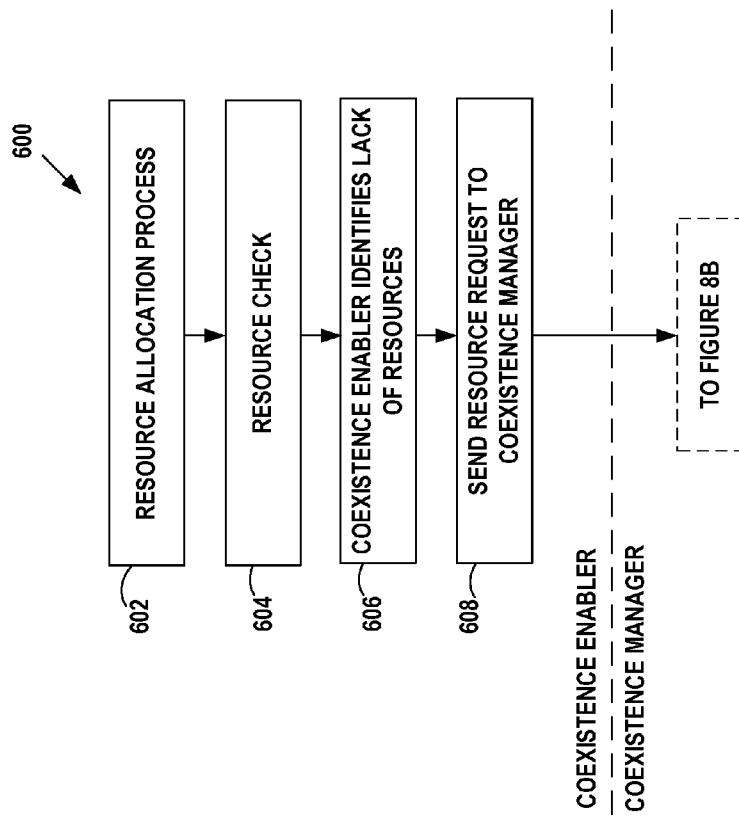 600
RESOURCE ALLOCATION PROCESS
602
RESOURCE CHECK
604
COEXISTENCE ENABLER IDENTIFIES LACK
OF RESOURCES
606
SEND RESOURCE REQUEST TO
COEXISTENCE MANAGER
608
COEXISTENCE ENABLER
COEXISTENCE MANAGER
TO FIGURE 8B